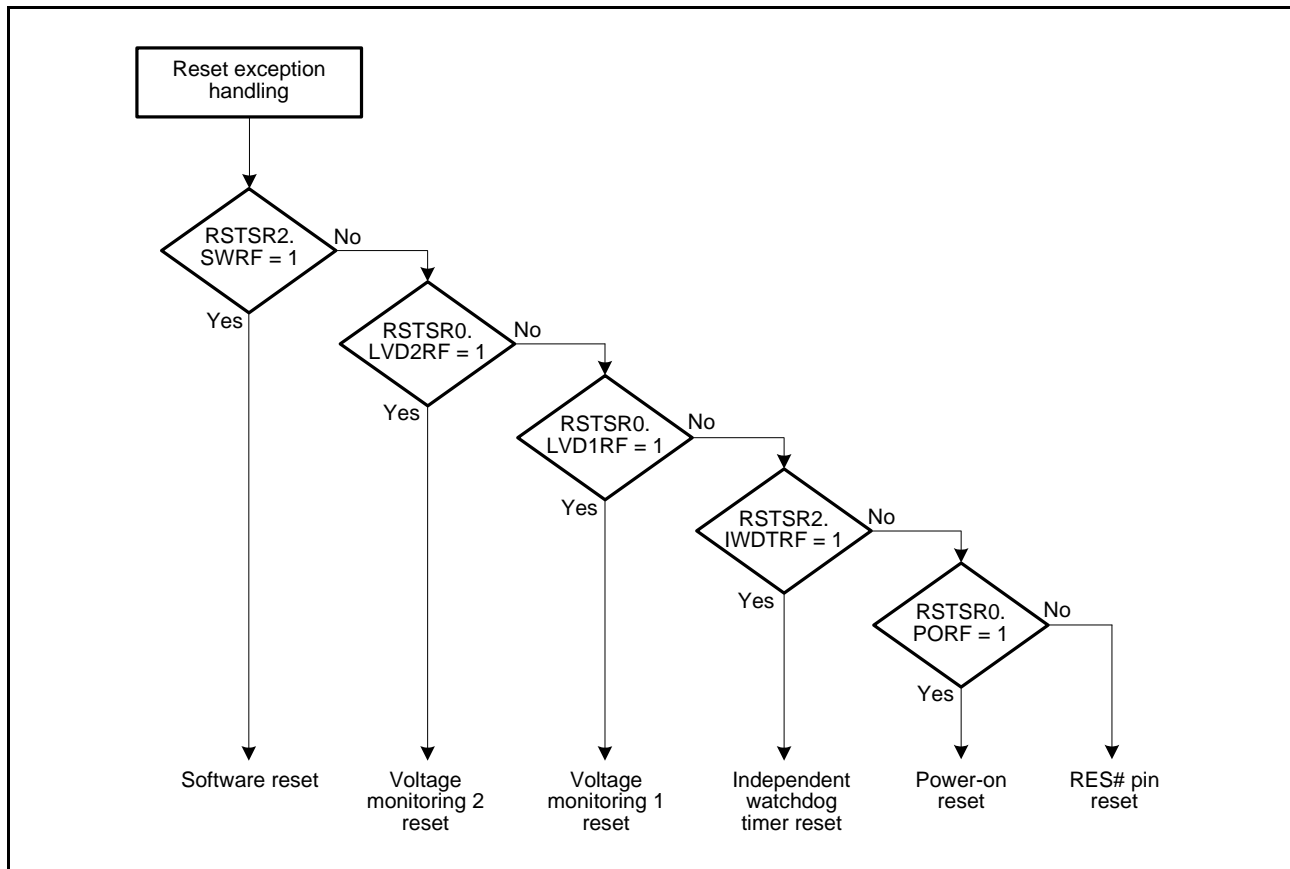 Reset exception
handling
RSTSR2.
SWRF = 1
No
Yes
RSTSR0.
LVD2RF = 1
No
Yes
RSTSR0.
LVD1RF = 1
No
Yes
RSTSR2.
IWDTRF = 1
No
Yes
RSTSR0.
PORF = 1
No
Yes
Software reset
Voltage
monitoring 2
reset
Voltage
monitoring 1
reset
Independent
watchdog
timer reset
Power-on
reset
RES# pin
reset